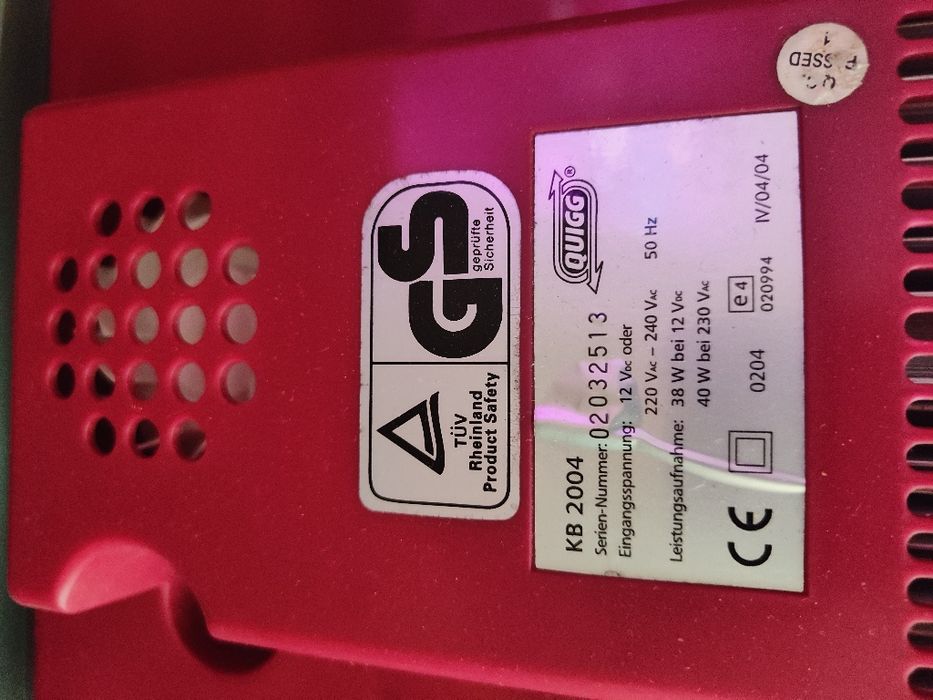 TÜV
Rheinland
Product Safety
GS
geprüfte
Sicherheit
KB 2004
QUIGG®
Serien-Nummer: 02032513
Eingangsspannung: 12 VDC oder
220 VAC – 240 VAC 50 Hz
Leistungsaufnahme: 38 W bei 12 VDC
40 W bei 230 VAC
CE 0204 e4 020994 IV/04/04
1